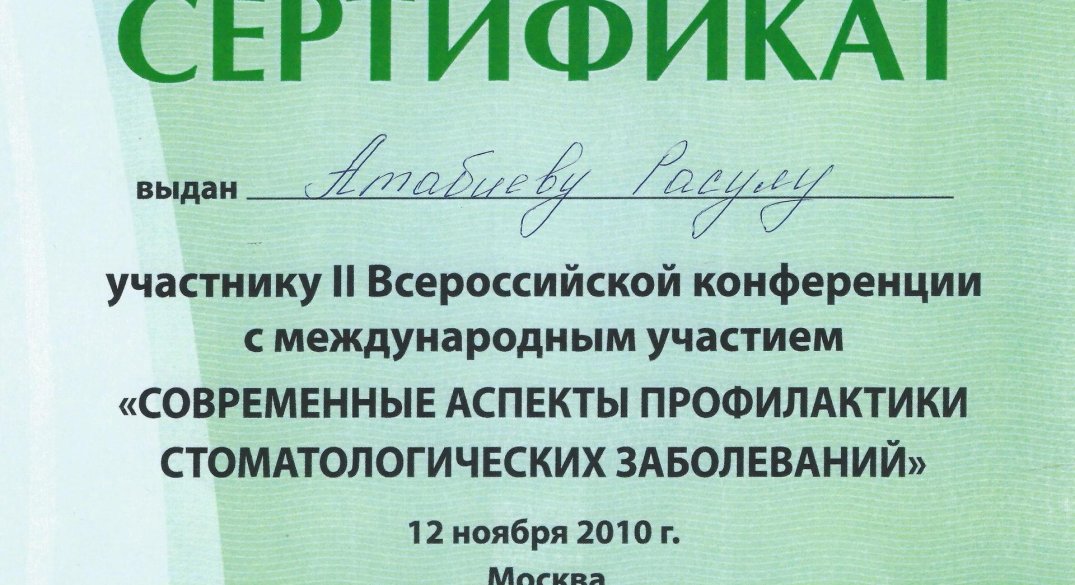 СЕРТИФИКАТ
выдан Атабиеву Расулу
участнику II Всероссийской конференции
с международным участием
«СОВРЕМЕННЫЕ АСПЕКТЫ ПРОФИЛАКТИКИ
СТОМАТОЛОГИЧЕСКИХ ЗАБОЛЕВАНИЙ»
12 ноября 2010 г.
Москва